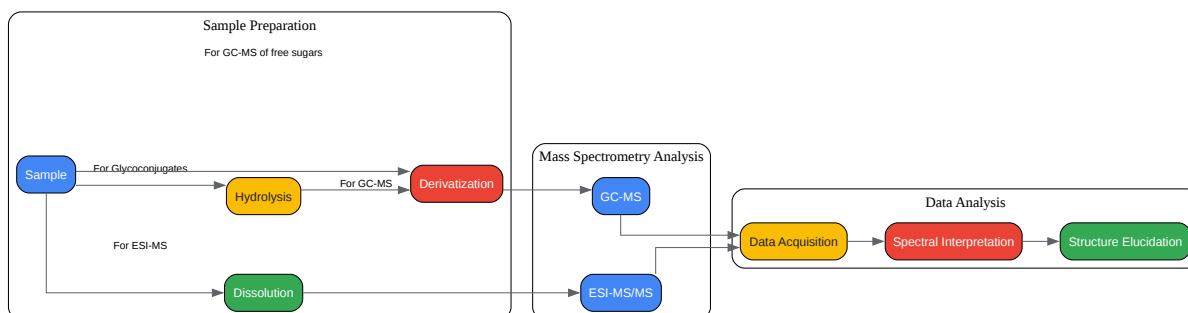 Sample Preparation
For GC-MS of free sugars
Sample
For Glycoconjugates
Hydrolysis
For GC-MS
Derivatization
For ESI-MS
Dissolution
Mass Spectrometry Analysis
GC-MS
ESI-MS/MS
Data Analysis
Data Acquisition
Spectral Interpretation
Structure Elucidation